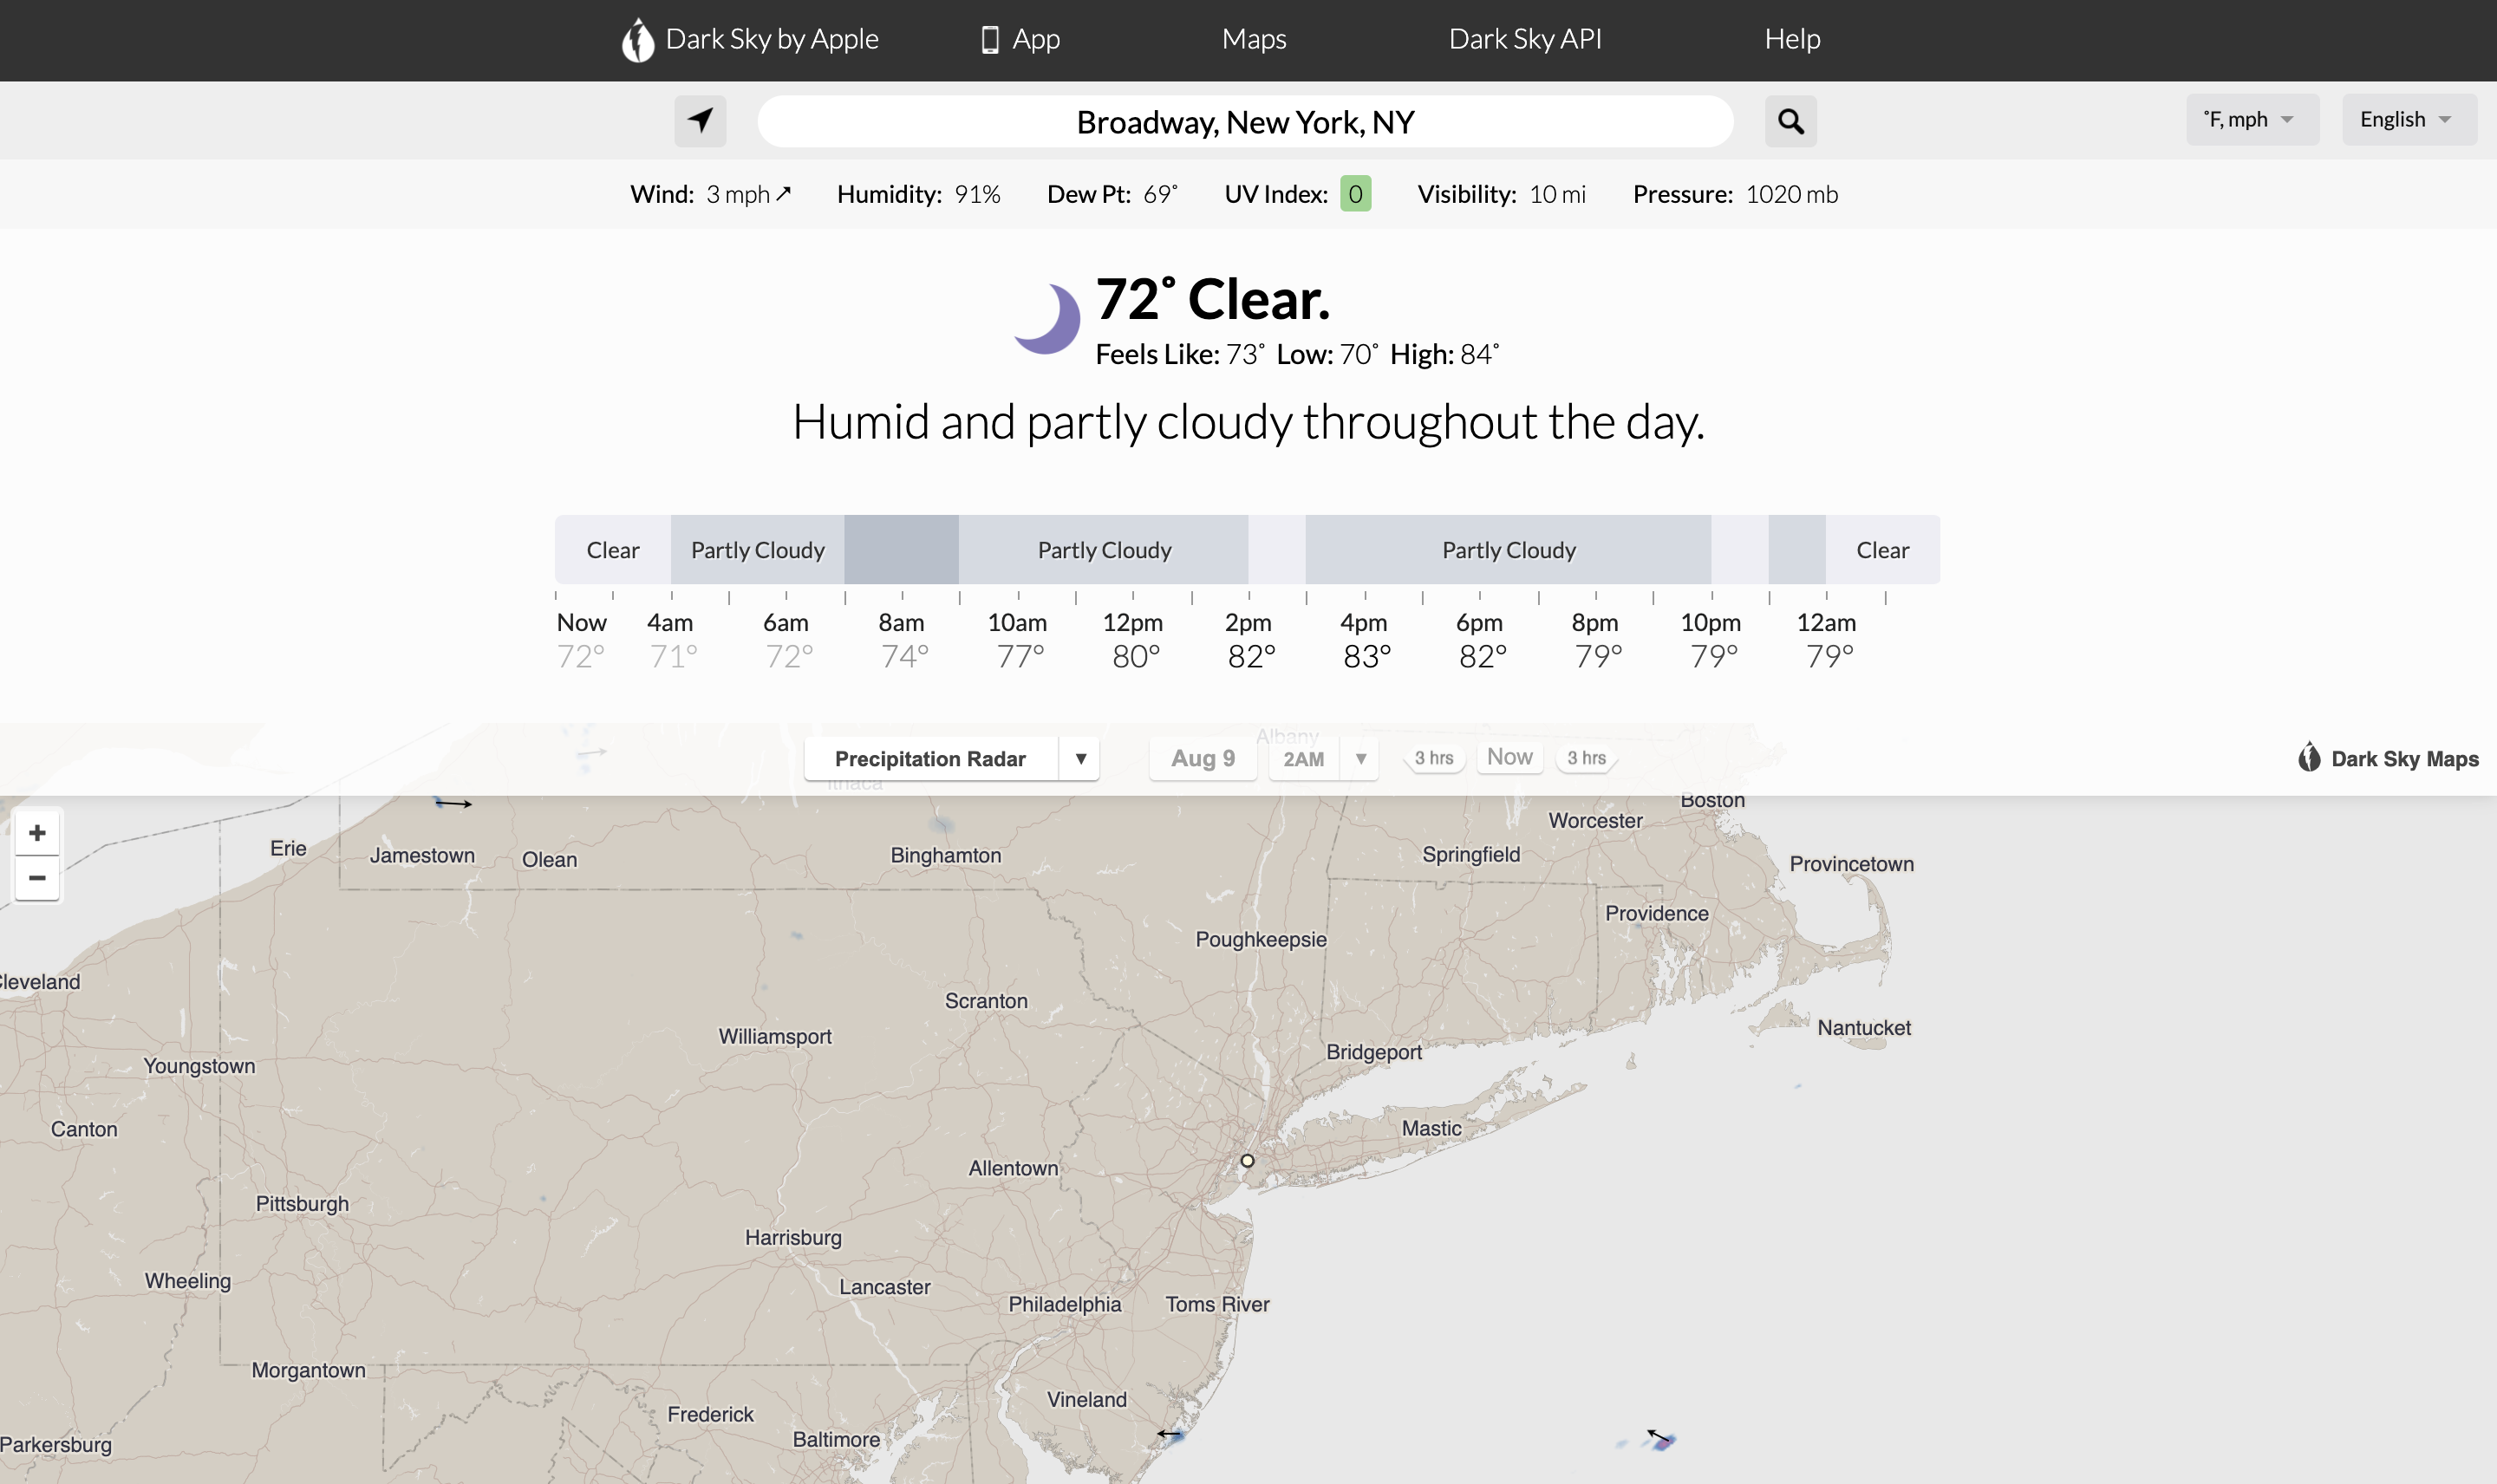 Dark Sky by Apple App Maps Dark Sky API Help
Broadway, New York, NY
˚F, mph English
Wind: 3 mph Humidity: 91% Dew Pt: 69˚ UV Index: 0 Visibility: 10 mi Pressure: 1020 mb
72˚ Clear.
Feels Like: 73˚ Low: 70˚ High: 84˚
Humid and partly cloudy throughout the day.
Clear Partly Cloudy Partly Cloudy Partly Cloudy Clear
Now 4am 6am 8am 10am 12pm 2pm 4pm 6pm 8pm 10pm 12am
72° 71° 72° 74° 77° 80° 82° 83° 82° 79° 79° 79°
Albany
Precipitation Radar ▼ Aug 9 2AM ▼ 3 hrs Now 3 hrs Dark Sky Maps
Ithaca
+
−
Boston
Worcester
Erie
Jamestown
Olean
Binghamton
Springfield
Provincetown
Providence
Poughkeepsie
Cleveland
Scranton
Nantucket
Williamsport
Bridgeport
Youngstown
Canton
Mastic
Allentown
Pittsburgh
Harrisburg
Wheeling
Lancaster
Philadelphia
Toms River
Morgantown
Vineland
Frederick
Baltimore
Parkersburg